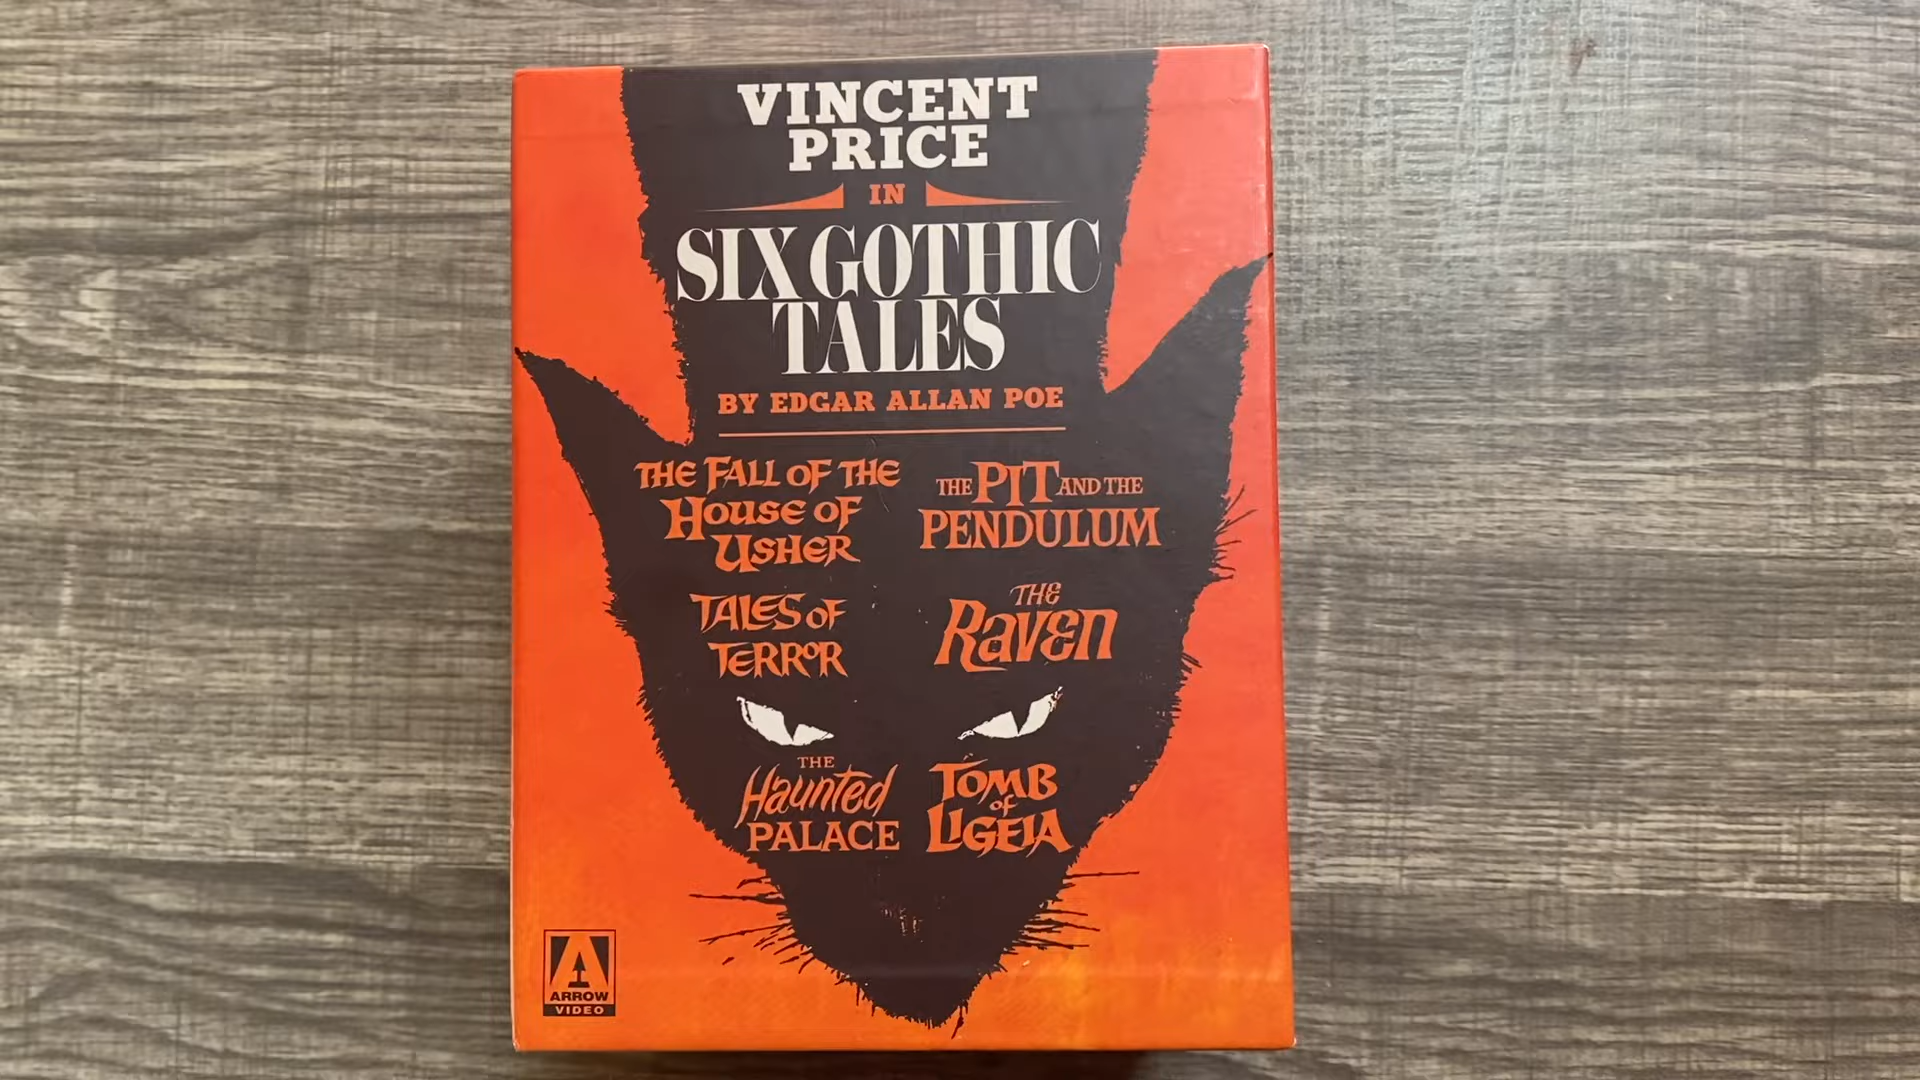 VINCENT
PRICE
IN
SIX GOTHIC
TALES
BY EDGAR ALLAN POE
THE FALL OF THE
HOUSE OF
USHER
THE PIT AND THE
PENDULUM
TALES OF
TERROR
THE
RAVEN
THE
Haunted
PALACE
TOMB
of
LIGEIA
A
ARROW
VIDEO